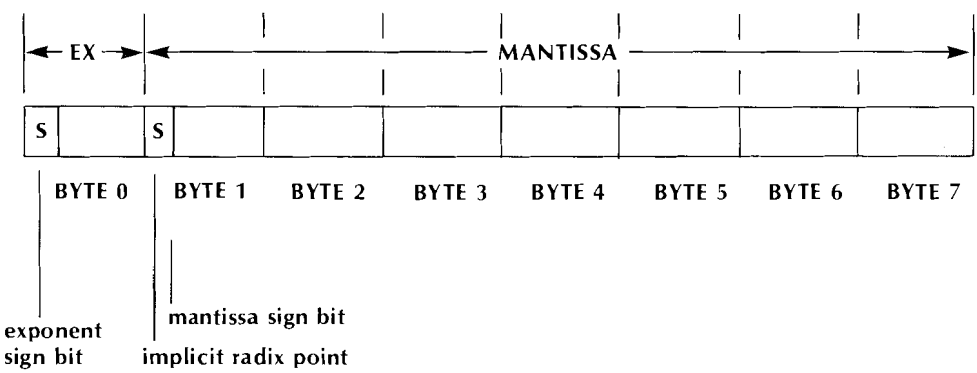 EX MANTISSA
S S
BYTE 0 BYTE 1 BYTE 2 BYTE 3 BYTE 4 BYTE 5 BYTE 6 BYTE 7
mantissa sign bit
exponent
sign bit implicit radix point